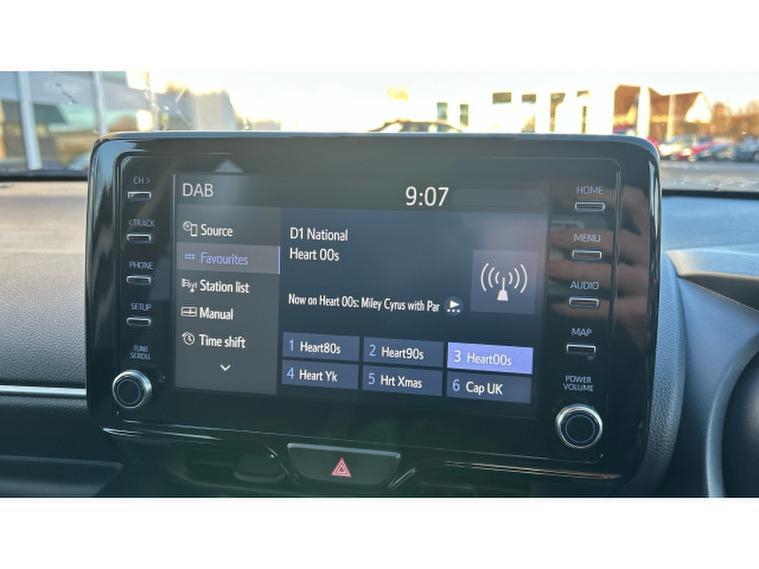 CH >
<TRACK
PHONE
SETUP
TUNE
SCROLL
DAB
9:07
Source
Favourites
Station list
Manual
Time shift
D1 National
Heart 00s
Now on Heart 00s: Miley Cyrus with Par
1 Heart80s
2 Heart90s
3 Heart00s
4 Heart Yk
5 Hrt Xmas
6 Cap UK
HOME
MENU
AUDIO
MAP
POWER
VOLUME